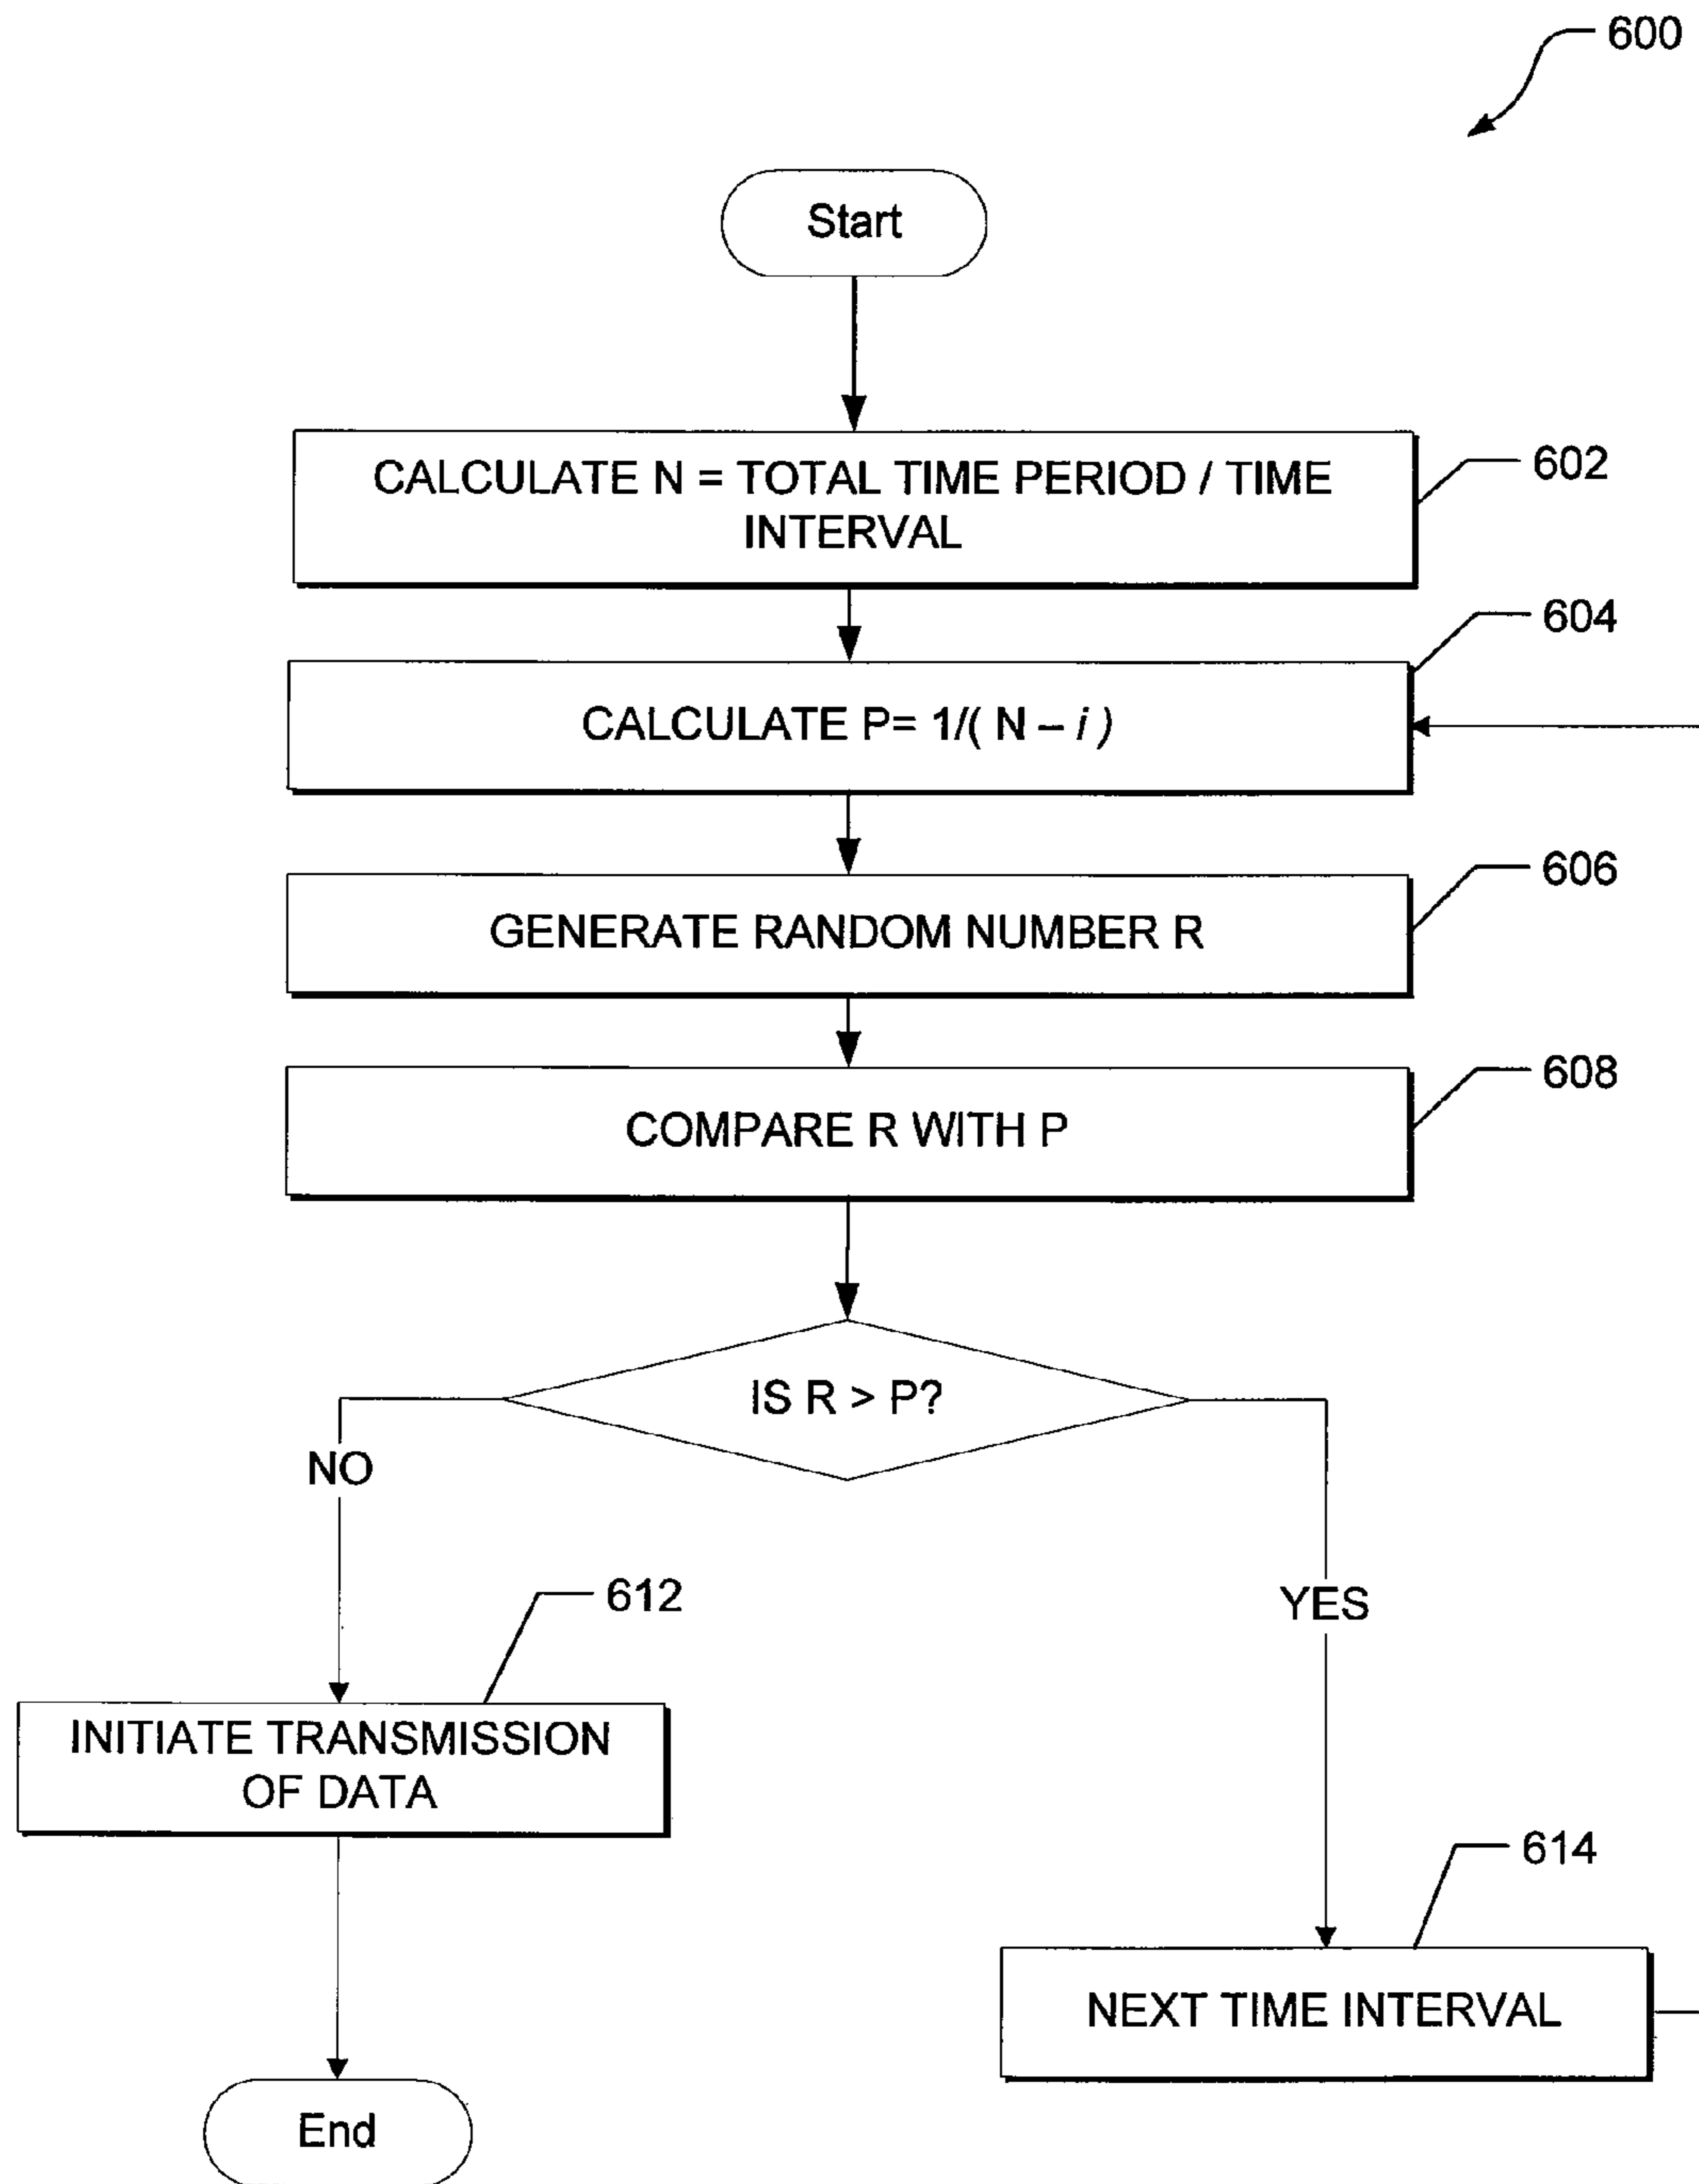 600
Start
CALCULATE N = TOTAL TIME PERIOD / TIME
INTERVAL
602
604
CALCULATE P= 1/( N – i )
606
GENERATE RANDOM NUMBER R
608
COMPARE R WITH P
IS R > P?
NO
YES
612
INITIATE TRANSMISSION
OF DATA
614
NEXT TIME INTERVAL
End